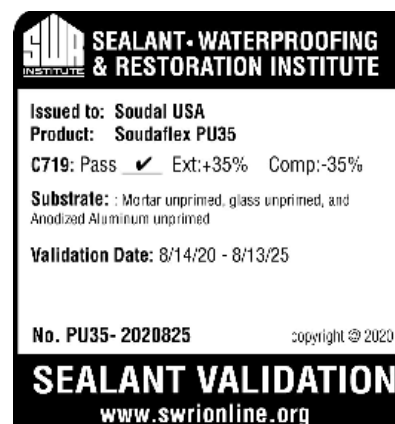 SWR
INSTITUTE
SEALANT • WATERPROOFING
& RESTORATION INSTITUTE
Issued to: Soudal USA
Product: Soudaflex PU35
C719: Pass ✔ Ext:+35% Comp:-35%
Substrate: : Mortar unprimed, glass unprimed, and
Anodized Aluminum unprimed
Validation Date: 8/14/20 - 8/13/25
No. PU35- 2020825 copyright @ 2020
SEALANT VALIDATION
www.swrionline.org